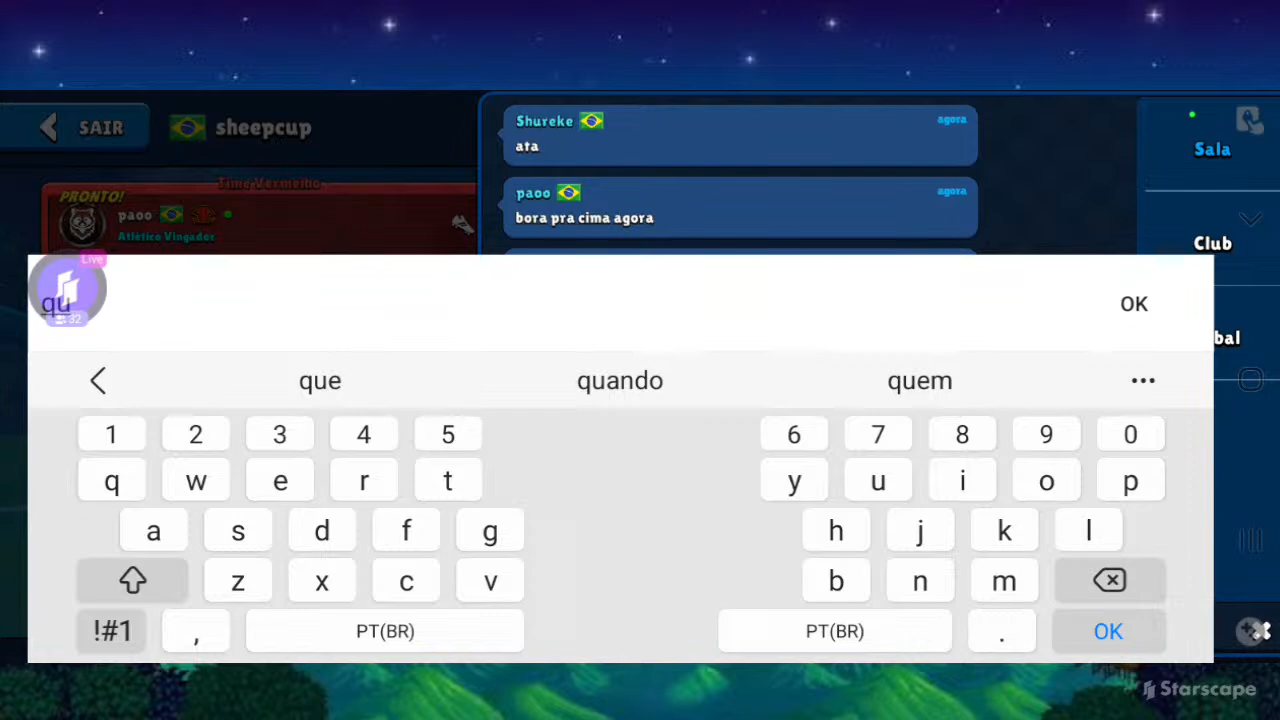 SAIR
sheepcup
Time Vermelho
PRONTO!
paoo
Atlético Vingador
Shureke
agora
ata
paoo
agora
bora pra cima agora
Sala
Club
bal
Live
qu
32
OK
que
quando
quem
1 2 3 4 5 6 7 8 9 0
q w e r t y u i o p
a s d f g h j k l
z x c v b n m
!#1 , PT(BR) PT(BR) . OK
Starscape